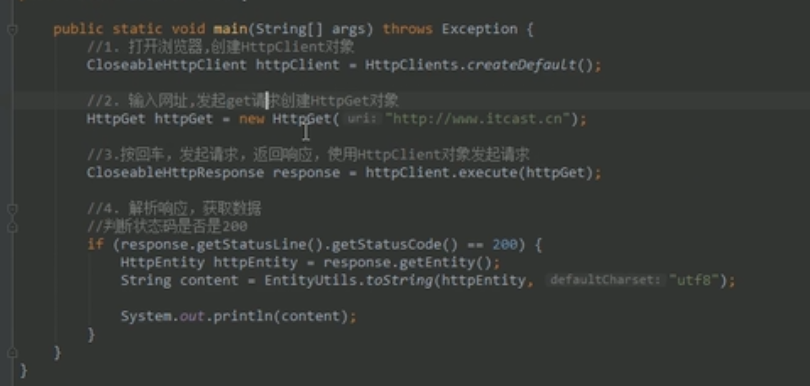 public static void main(String[] args) throws Exception {
//1. 打开浏览器,创建HttpClient对象
CloseableHttpClient httpClient = HttpClients.createDefault();
//2. 输入网址,发起get请求创建HttpGet对象
HttpGet httpGet = new HttpGet( uri: "http://www.itcast.cn");
//3.按回车，发起请求，返回响应，使用HttpClient对象发起请求
CloseableHttpResponse response = httpClient.execute(httpGet);
//4. 解析响应，获取数据
//判断状态码是否是200
if (response.getStatusLine().getStatusCode() == 200) {
HttpEntity httpEntity = response.getEntity();
String content = EntityUtils.toString(httpEntity, defaultCharset: "utf8");
System.out.println(content);
}
}
}